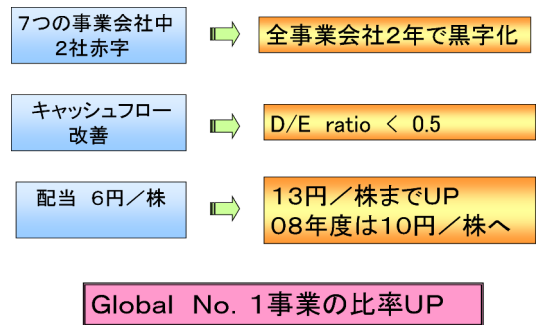 7つの事業会社中
2社赤字
全事業会社2年で黒字化
キャッシュフロー
改善
D/E ratio < 0.5
配当 6円/株
13円/株までUP
08年度は10円/株へ
Global No. 1事業の比率UP